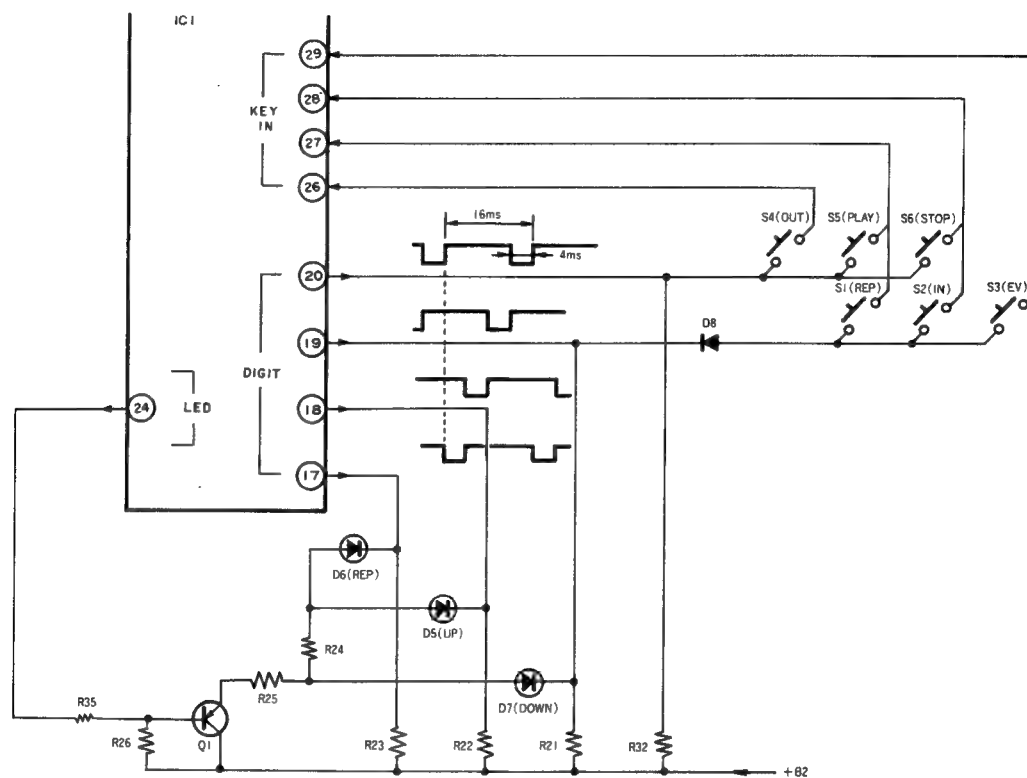 IC1
29
28
KEY
IN
27
26
16ms
4ms
S4(OUT)
S5(PLAY)
S6(STOP)
20
S1(REP)
S2(IN)
S3(EV)
D8
19
DIGIT
18
24
LED
17
D6(REP)
D5(UP)
R24
R25
D7(DOWN)
R35
R26
Q1
R23
R22
R21
R32
+82